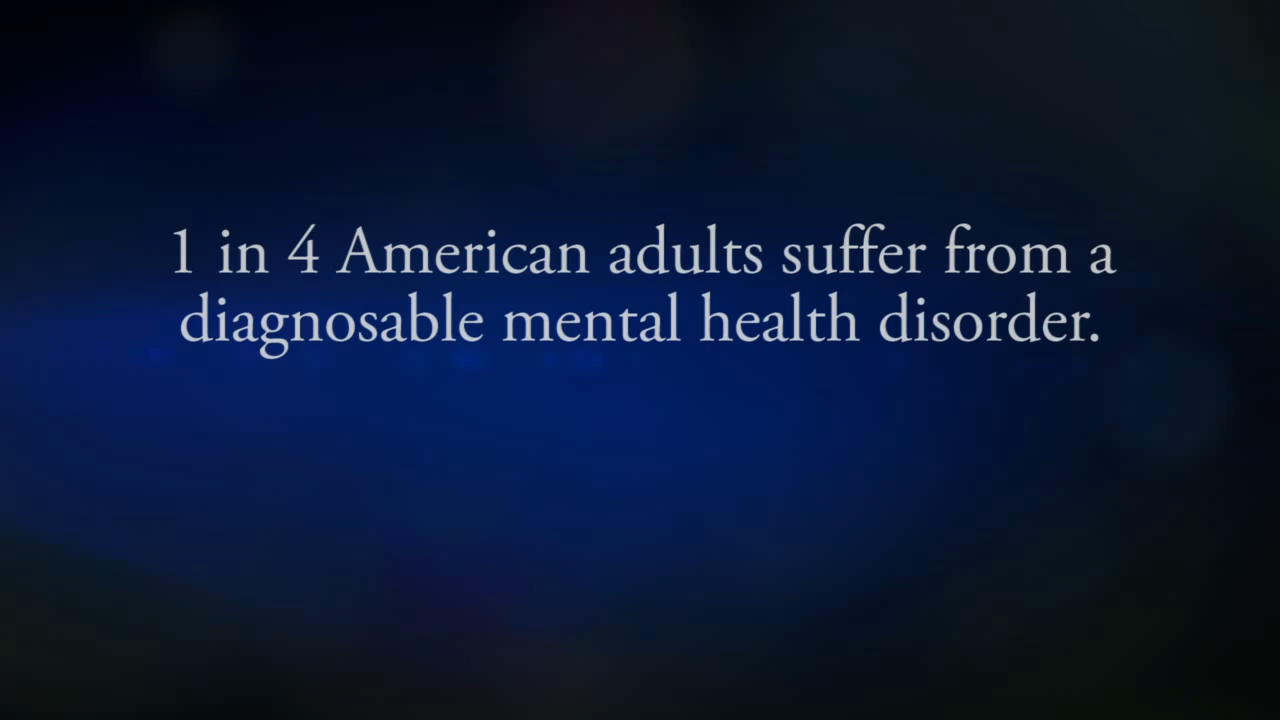 1 in 4 American adults suffer from a
diagnosable mental health disorder.